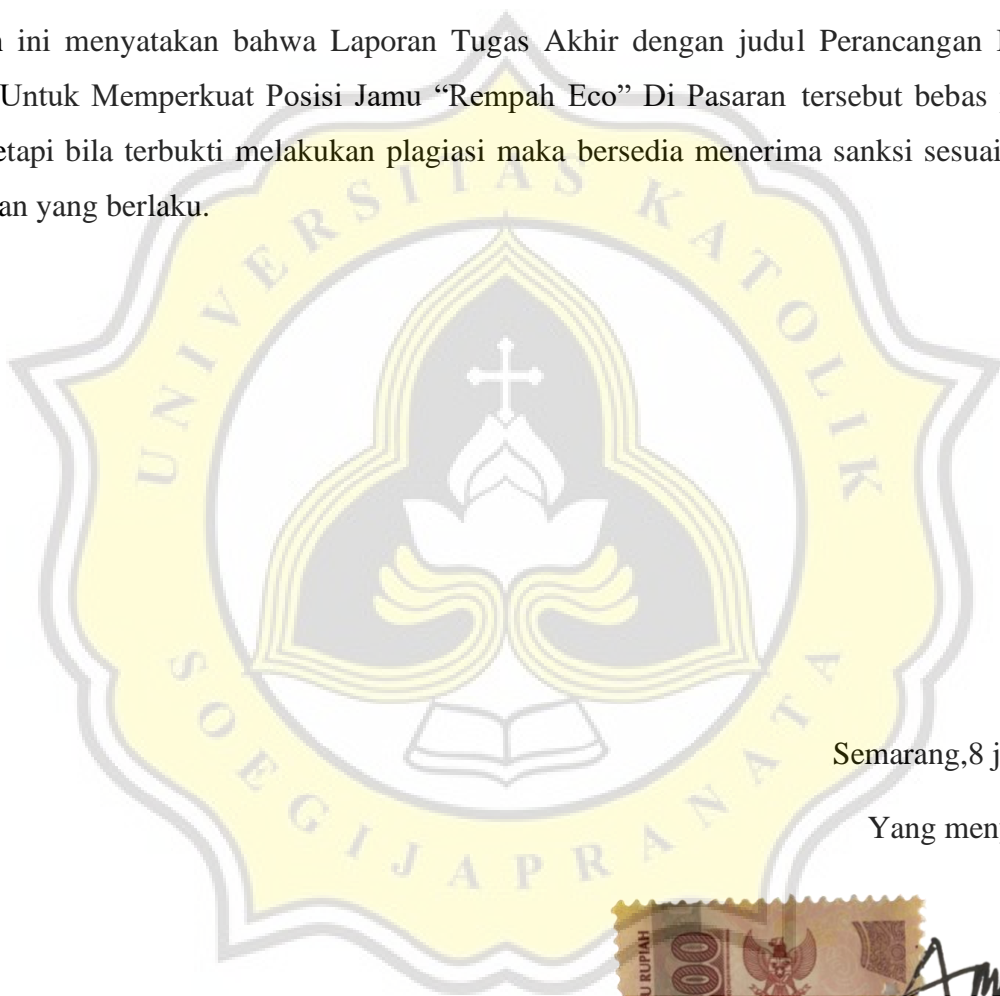 ini menyatakan bahwa Laporan Tugas Akhir dengan judul Perancangan
Untuk Memperkuat Posisi Jamu “Rempah Eco” Di Pasaran tersebut bebas
etapi bila terbukti melakukan plagiasi maka bersedia menerima sanksi sesuai
an yang berlaku.
UNIVERSITAS KATOLIK
SOEGIJAPRANATA
Semarang,8 j
Yang men
U RUPIAH
00